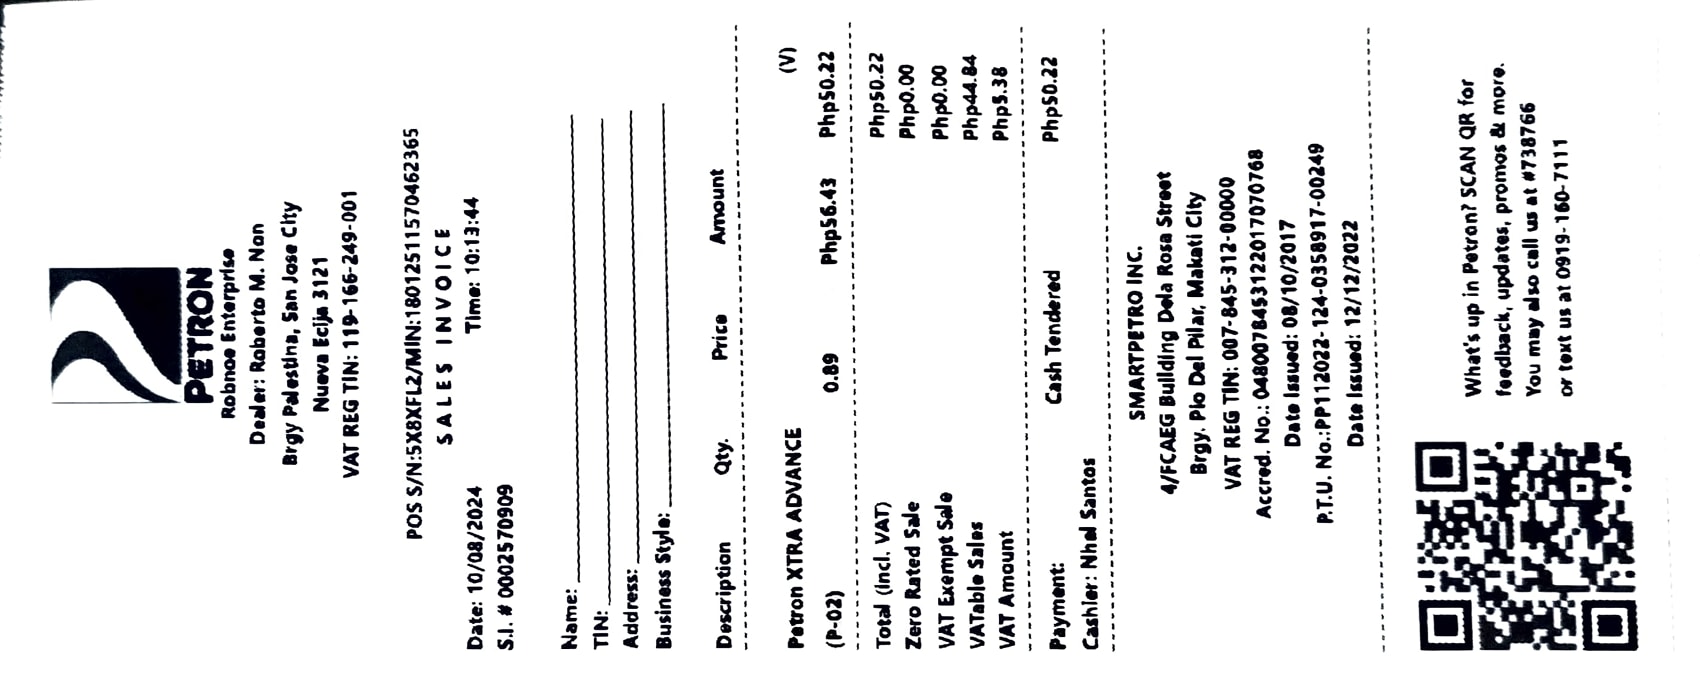 PETRON
Robnoe Enterprise
Dealer: Roberto M. Nan
Brgy Palestina, San Jose City
Nueva Ecija 3121
VAT REG TIN: 119-166-249-001
POS S/N:5X8XFL2/MIN:18012511570462365
SALES INVOICE
Date: 10/08/2024 Time: 10:13:44
S.I. # 0002570909
Name:
TIN:
Address:
Business Style:
Description Qty. Price Amount
Petron XTRA ADVANCE (V)
(P-02) 0.89 Php56.43 Php50.22
Total (Incl. VAT) Php50.22
Zero Rated Sale Php0.00
VAT Exempt Sale Php0.00
VATable Sales Php44.84
VAT Amount Php5.38
Payment: Cash Tendered Php50.22
Cashier: Nhel Santos
SMARTPETRO INC.
4/FCAEG Building Dela Rosa Street
Brgy. Pio Del Pilar, Makati City
VAT REG TIN: 007-845-312-00000
Accred. No.: 0480078453122017070768
Date Issued: 08/10/2017
P.T.U. No.:PP112022-124-0358917-00249
Date Issued: 12/12/2022
What's up in Petron? SCAN QR for
feedback, updates, promos & more.
You may also call us at #738766
or text us at 0919-160-7111